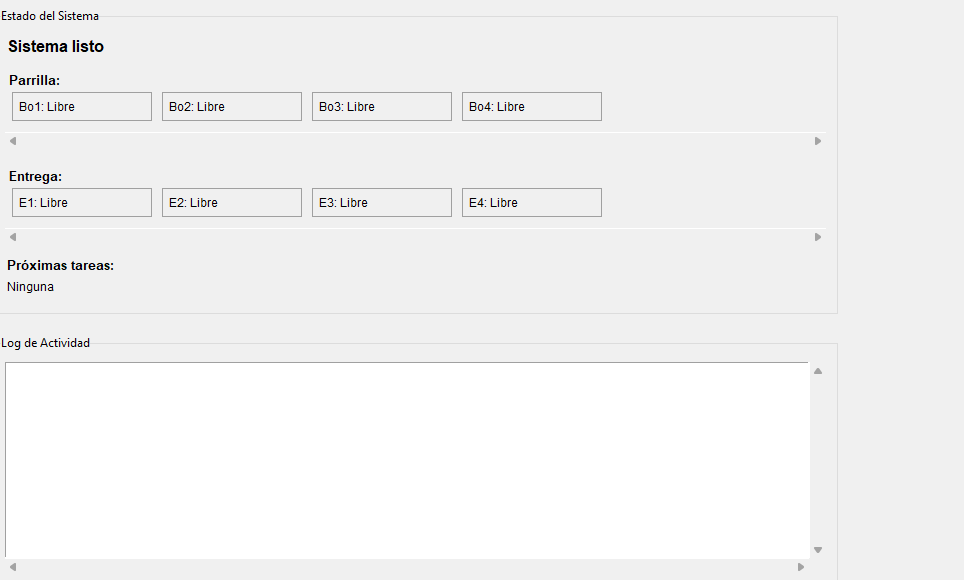 Estado del Sistema
Sistema listo
Parrilla:
Bo1: Libre Bo2: Libre Bo3: Libre Bo4: Libre
Entrega:
E1: Libre E2: Libre E3: Libre E4: Libre
Próximas tareas:
Ninguna
Log de Actividad